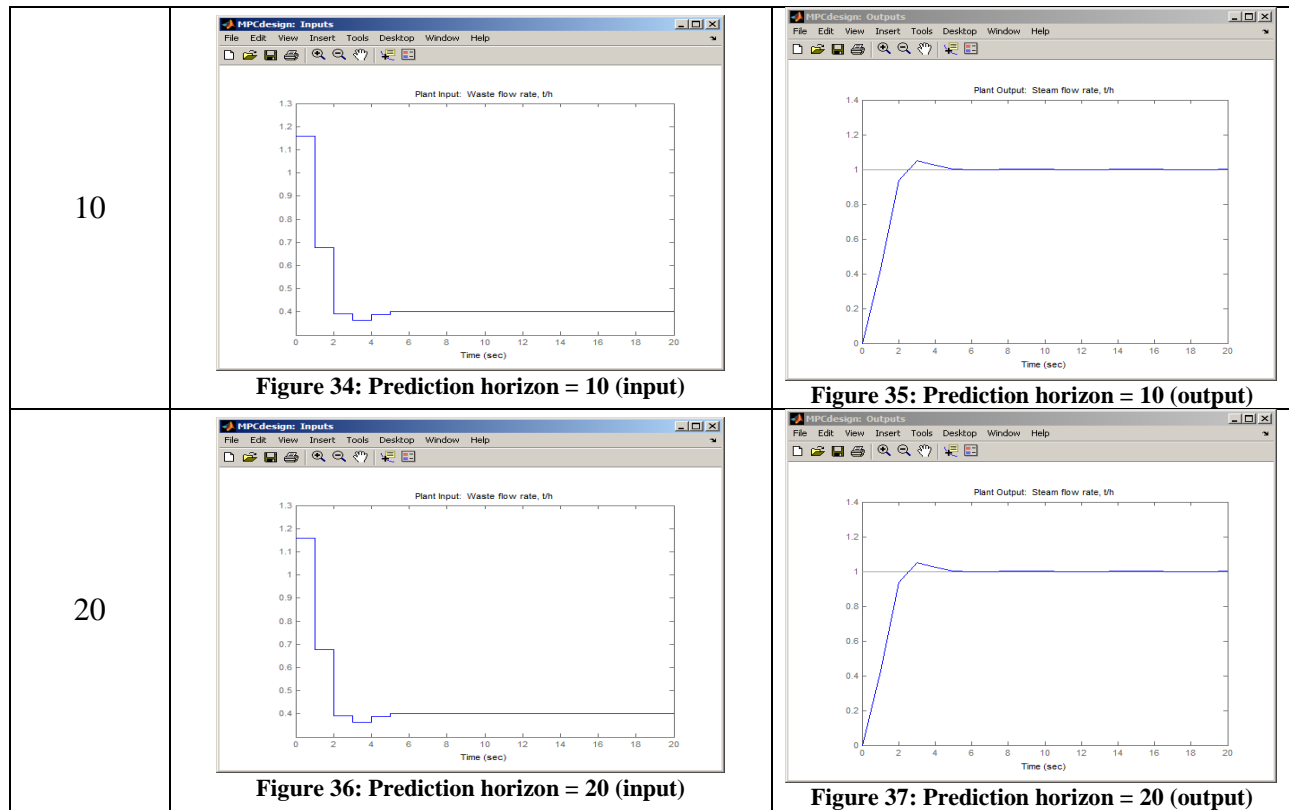 10
MPCdesign: Inputs
File Edit View Insert Tools Desktop Window Help
Plant Input: Waste flow rate, t/h
1.3
1.2
1.1
1
0.9
0.8
0.7
0.6
0.5
0.4
0 2 4 6 8 10 12 14 16 18 20
Time (sec)
Figure 34: Prediction horizon = 10 (input)
MPCdesign: Outputs
File Edit View Insert Tools Desktop Window Help
Plant Output: Steam flow rate, t/h
1.4
1.2
1
0.8
0.6
0.4
0.2
0
0 2 4 6 8 10 12 14 16 18 20
Time (sec)
Figure 35: Prediction horizon = 10 (output)
20
MPCdesign: Inputs
File Edit View Insert Tools Desktop Window Help
Plant Input: Waste flow rate, t/h
1.3
1.2
1.1
1
0.9
0.8
0.7
0.6
0.5
0.4
0 2 4 6 8 10 12 14 16 18 20
Time (sec)
Figure 36: Prediction horizon = 20 (input)
MPCdesign: Outputs
File Edit View Insert Tools Desktop Window Help
Plant Output: Steam flow rate, t/h
1.4
1.2
1
0.8
0.6
0.4
0.2
0
0 2 4 6 8 10 12 14 16 18 20
Time (sec)
Figure 37: Prediction horizon = 20 (output)